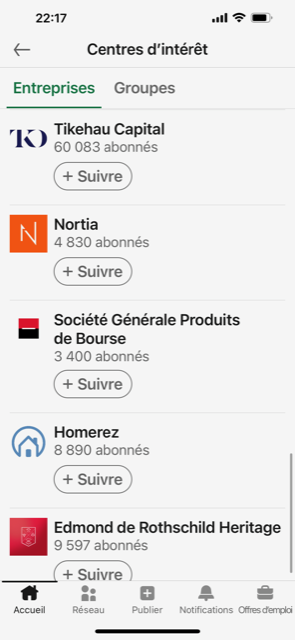 22:17
Centres d’intérêt
Entreprises Groupes
TKO
Tikehau Capital
60 083 abonnés
+ Suivre
N
Nortia
4 830 abonnés
+ Suivre
Société Générale Produits
de Bourse
3 400 abonnés
+ Suivre
Homerez
8 890 abonnés
+ Suivre
Edmond de Rothschild Heritage
9 597 abonnés
+ Suivre
Accueil Réseau Publier Notifications Offres d’emploi